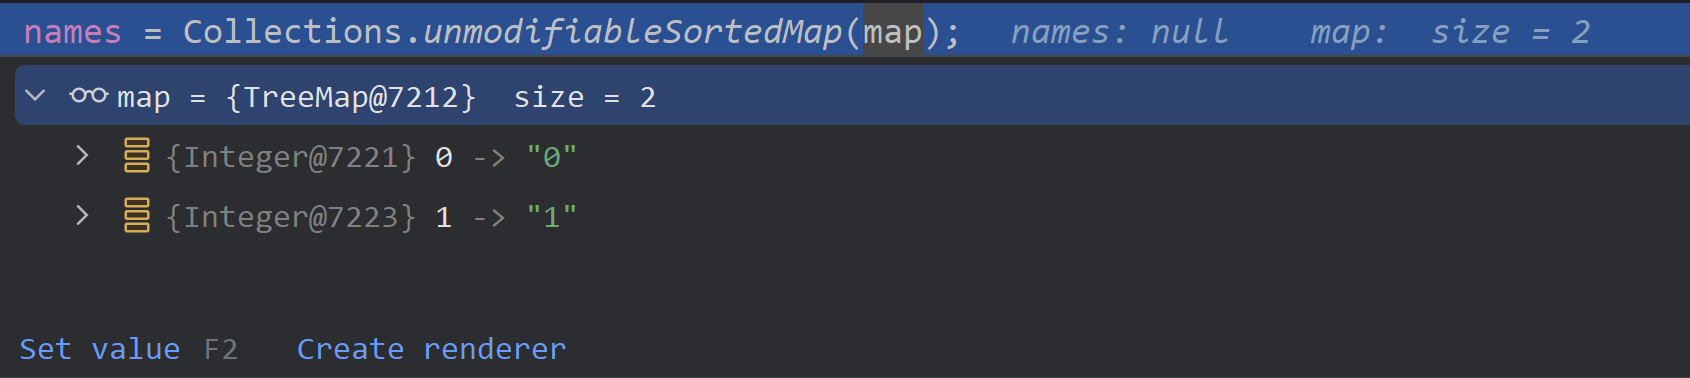 names = Collections.unmodifiableSortedMap(map); names: null map: size = 2
map = {TreeMap@7212} size = 2
{Integer@7221} 0 -> "0"
{Integer@7223} 1 -> "1"
Set value F2 Create renderer